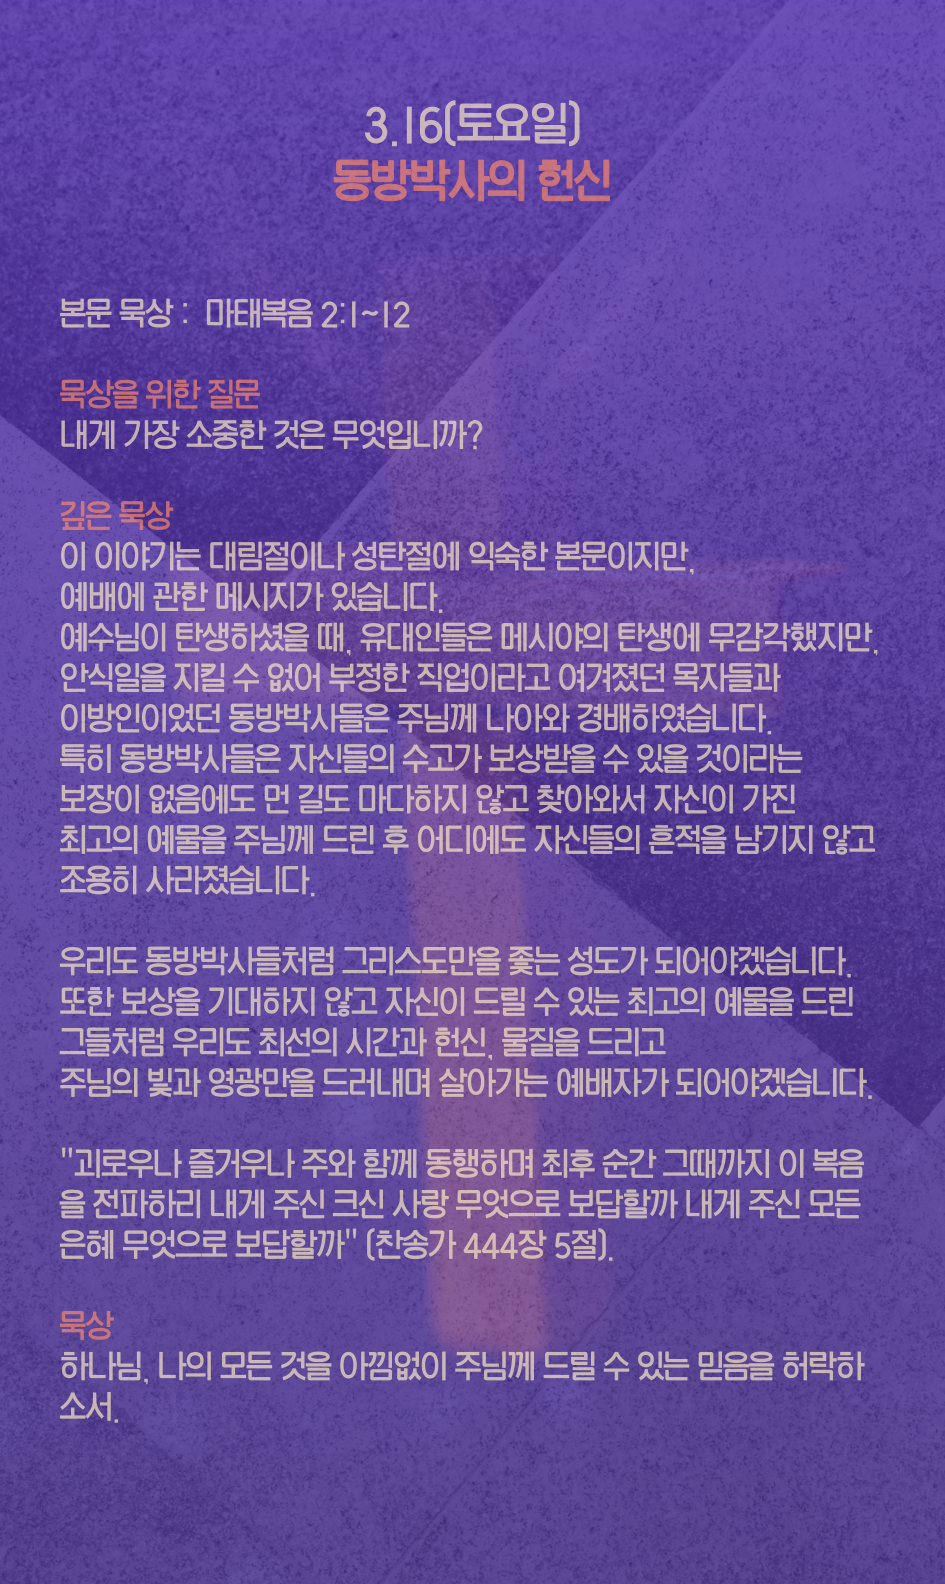 3.16(토요일)
동방박사의 헌신
본문 묵상 : 마태복음 2:1~12
묵상을 위한 질문
내게 가장 소중한 것은 무엇입니까?
깊은 묵상
이 이야기는 대림절이나 성탄절에 익숙한 본문이지만,
예배에 관한 메시지가 있습니다.
예수님이 탄생하셨을 때, 유대인들은 메시야의 탄생에 무감각했지만,
안식일을 지킬 수 없어 부정한 직업이라고 여겨졌던 목자들과
이방인이었던 동방박사들은 주님께 나아와 경배하였습니다.
특히 동방박사들은 자신들의 수고가 보상받을 수 있을 것이라는
보장이 없음에도 먼 길도 마다하지 않고 찾아와서 자신이 가진
최고의 예물을 주님께 드린 후 어디에도 자신들의 흔적을 남기지 않고
조용히 사라졌습니다.
우리도 동방박사들처럼 그리스도만을 좇는 성도가 되어야겠습니다.
또한 보상을 기대하지 않고 자신이 드릴 수 있는 최고의 예물을 드린
그들처럼 우리도 최선의 시간과 헌신, 물질을 드리고
주님의 빛과 영광만을 드러내며 살아가는 예배자가 되어야겠습니다.
"괴로우나 즐거우나 주와 함께 동행하며 최후 순간 그때까지 이 복음
을 전파하리 내게 주신 크신 사랑 무엇으로 보답할까 내게 주신 모든
은혜 무엇으로 보답할까" (찬송가 444장 5절).
묵상
하나님, 나의 모든 것을 아낌없이 주님께 드릴 수 있는 믿음을 허락하
소서.